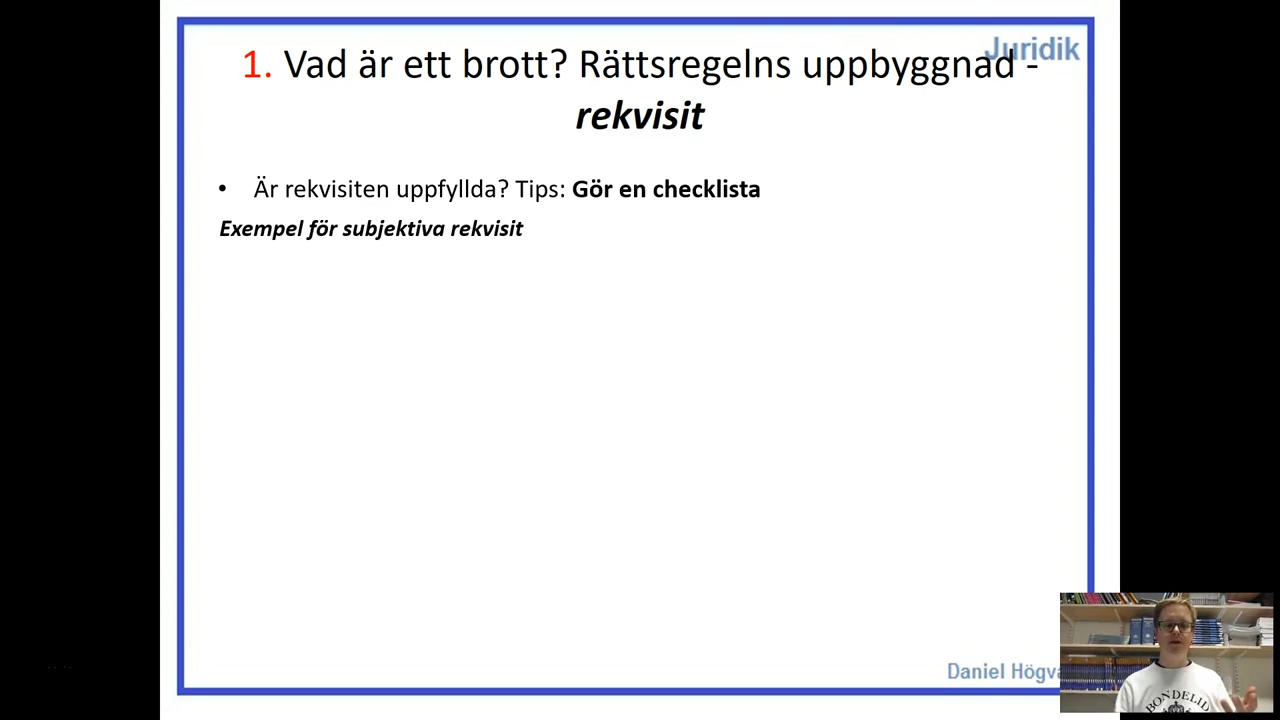 Juridik
1. Vad är ett brott? Rättsregelns uppbyggnad -
rekvisit
• Är rekvisiten uppfyllda? Tips: Gör en checklista
Exempel för subjektiva rekvisit
Daniel
BONDELID